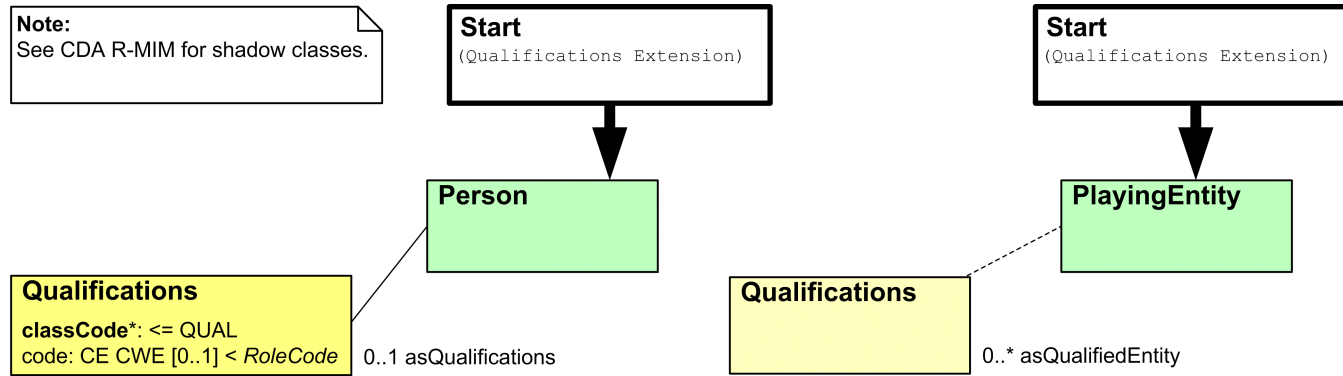 Note:
See CDA R-MIM for shadow classes.
Start
(Qualifications Extension)
Start
(Qualifications Extension)
Person
PlayingEntity
Qualifications
classCode*: <= QUAL
code: CE CWE [0..1] < RoleCode
0..1 asQualifications
Qualifications
0..* asQualifiedEntity